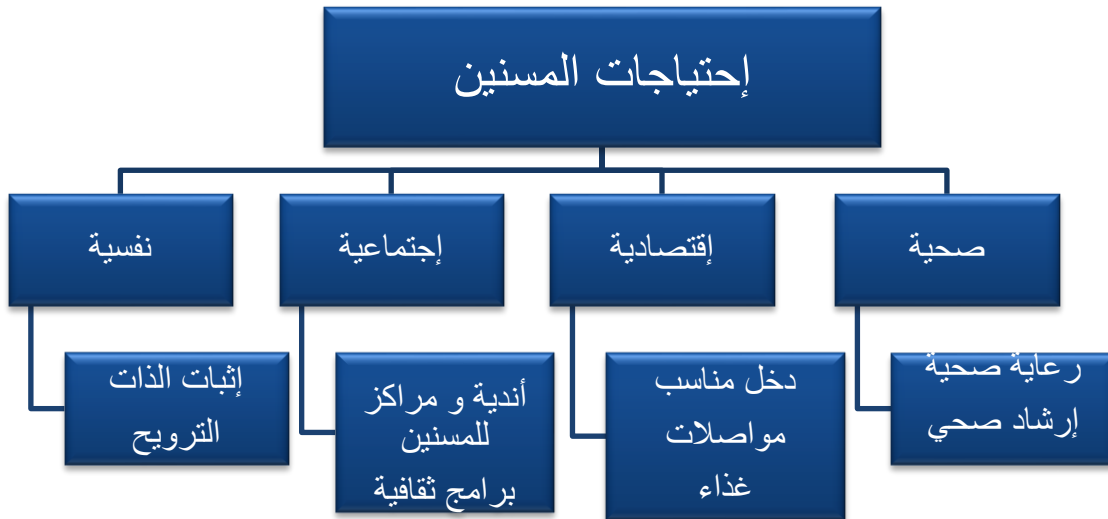 إحتياجات المسنين
صحية
إقتصادية
إجتماعية
نفسية
رعاية صحية
إرشاد صحي
دخل مناسب
مواصلات
غذاء
أندية و مراكز
للمسنين
برامج ثقافية
إثبات الذات
الترويح